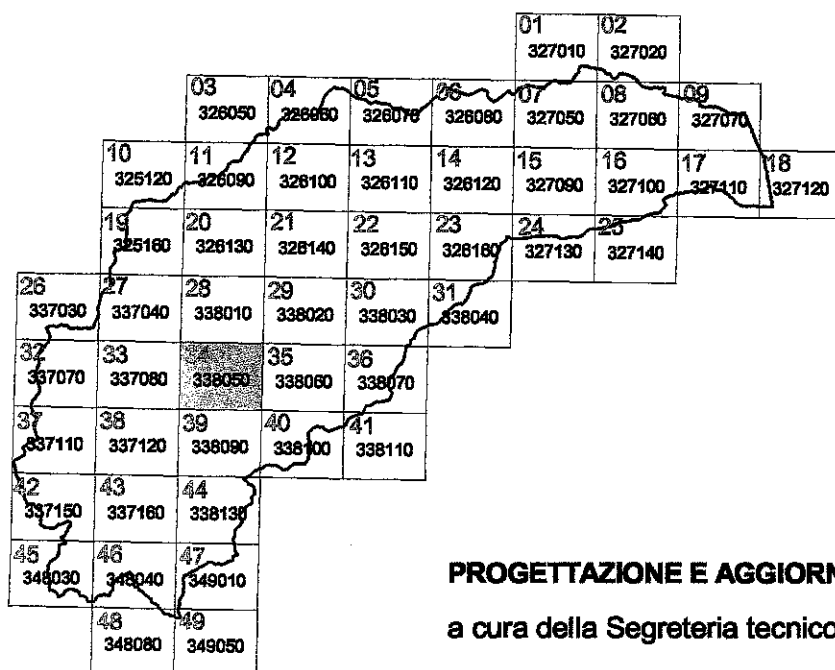 01 02
327010 327020
03 04 05 06 07 08 09
326050 326060 326070 326080 327050 327060 327070
10 11 12 13 14 15 16 17 18
325120 326090 326100 326110 326120 327090 327100 327110 327120
19 20 21 22 23 24 25
325160 326130 326140 326150 326160 327130 327140
26 27 28 29 30 31
337030 337040 338010 338020 338030 338040
32 33 34 35 36
337070 337080 338050 338060 338070
37 38 39 40 41
337110 337120 338090 338100 338110
42 43 44
337150 337160 338130
45 46 47
348030 348040 349010
48 49
348080 349050
PROGETTAZIONE E AGGIORN
a cura della Segreteria tecnico